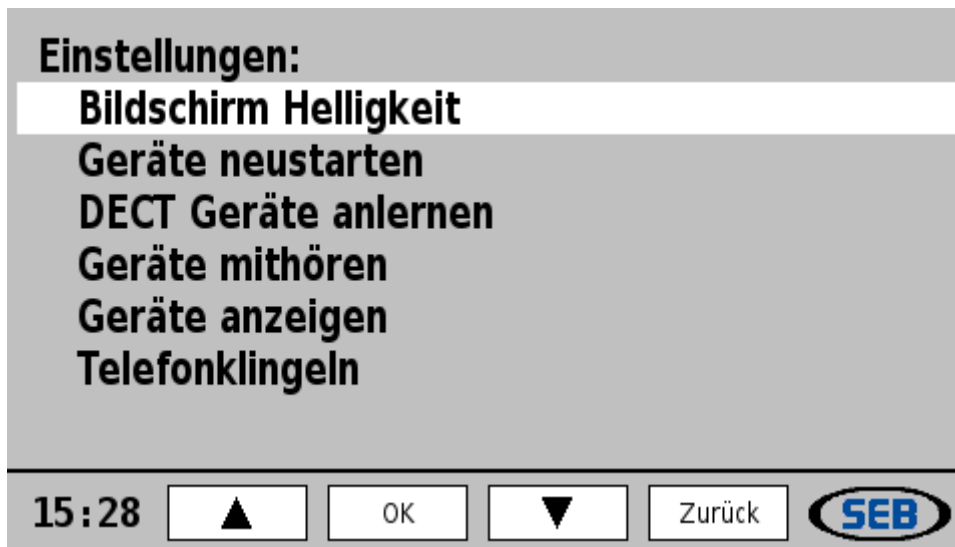 Einstellungen:
Bildschirm Helligkeit
Geräte neustarten
DECT Geräte anlernen
Geräte mithören
Geräte anzeigen
Telefonklingeln
15:28 ▲ OK ▼ Zurück SEB